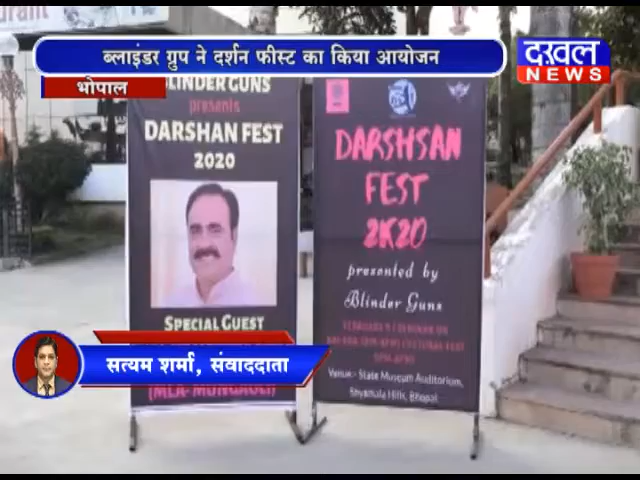 ब्लाइंडर ग्रुप ने दर्शन फीस्ट का किया आयोजन
भोपाल
दखल
NEWS
BLINDER GUNS
presents
DARSHAN FEST
2020
SPECIAL GUEST
(MLA- MUNGAOLI)
DARSHSAN
FEST
2K20
presented by
Blinder Guns
Venue:- State Museum Auditorium,
Shyamala Hills, Bhopal
सत्यम शर्मा, संवाददाता